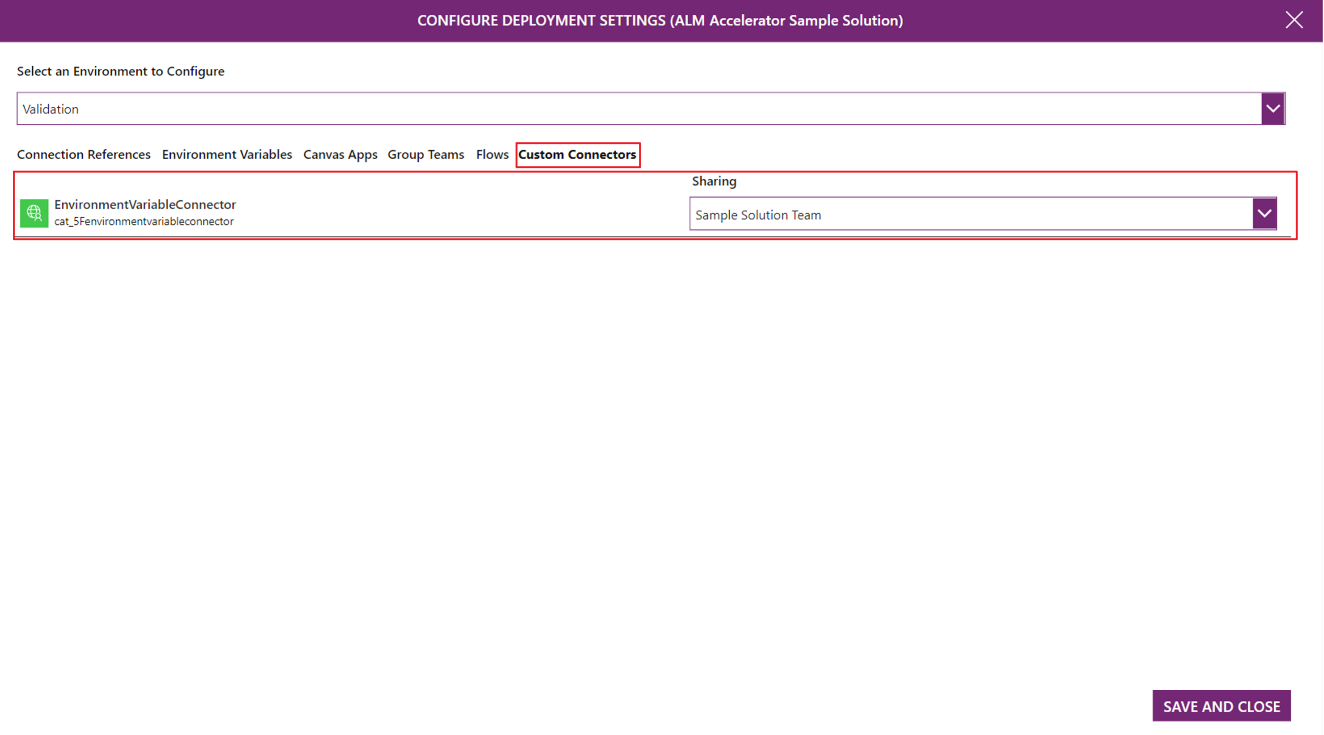 CONFIGURE DEPLOYMENT SETTINGS (ALM Accelerator Sample Solution)
Select an Environment to Configure
Validation
Connection References Environment Variables Canvas Apps Group Teams Flows Custom Connectors
Sharing
EnvironmentVariableConnector
cat_5Fenvironmentvariableconnector
Sample Solution Team
SAVE AND CLOSE